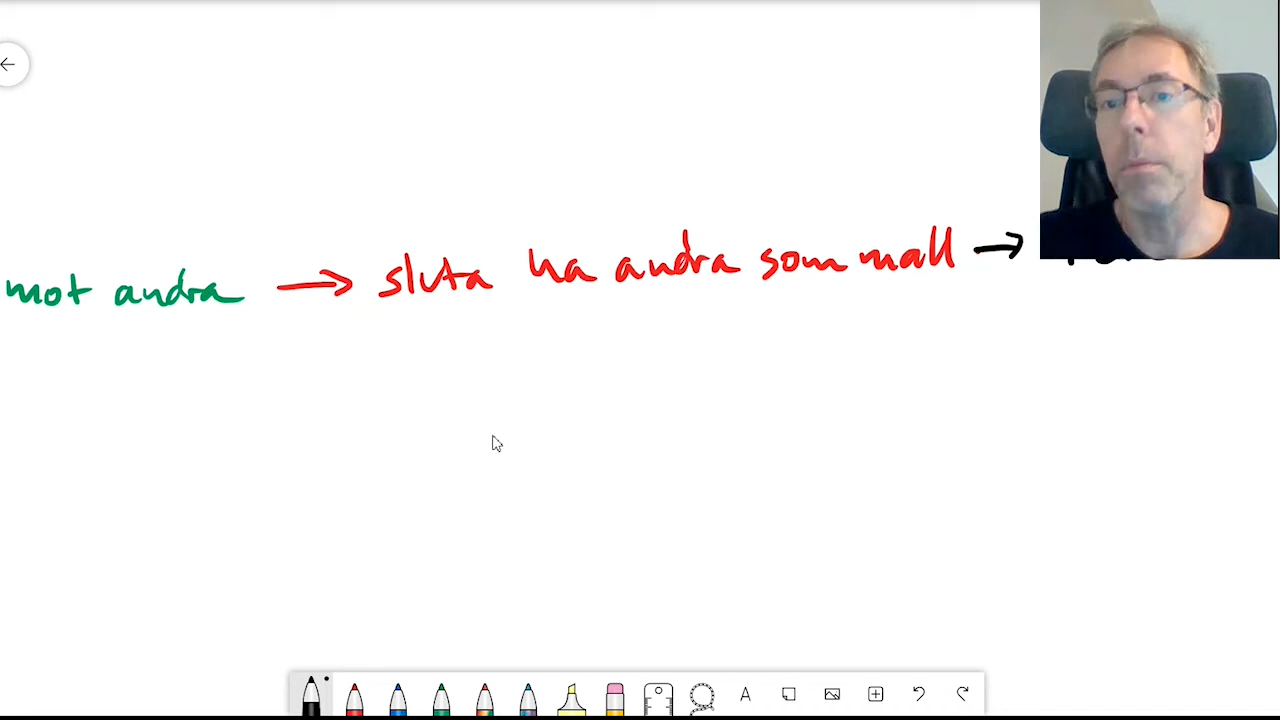 mot andra → sluta ha andra som mall →
A